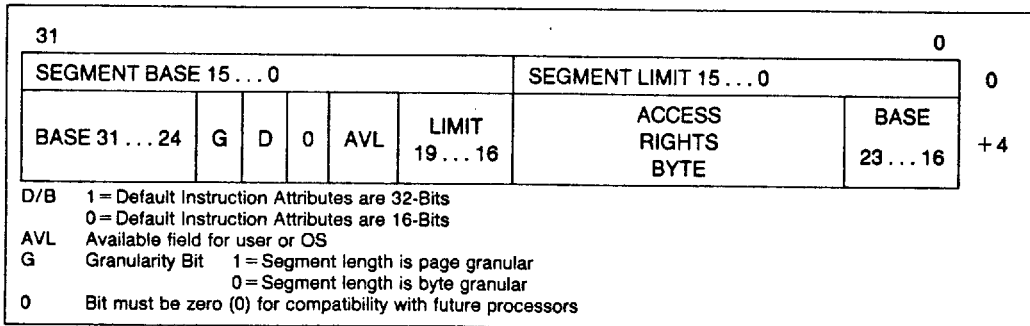 31 0
SEGMENT BASE 15...0 SEGMENT LIMIT 15...0 0
BASE 31...24 G D 0 AVL LIMIT 19...16 ACCESS RIGHTS BYTE BASE 23...16 +4
D/B 1 = Default Instruction Attributes are 32-Bits
0 = Default Instruction Attributes are 16-Bits
AVL Available field for user or OS
G Granularity Bit 1 = Segment length is page granular
0 = Segment length is byte granular
0 Bit must be zero (0) for compatibility with future processors